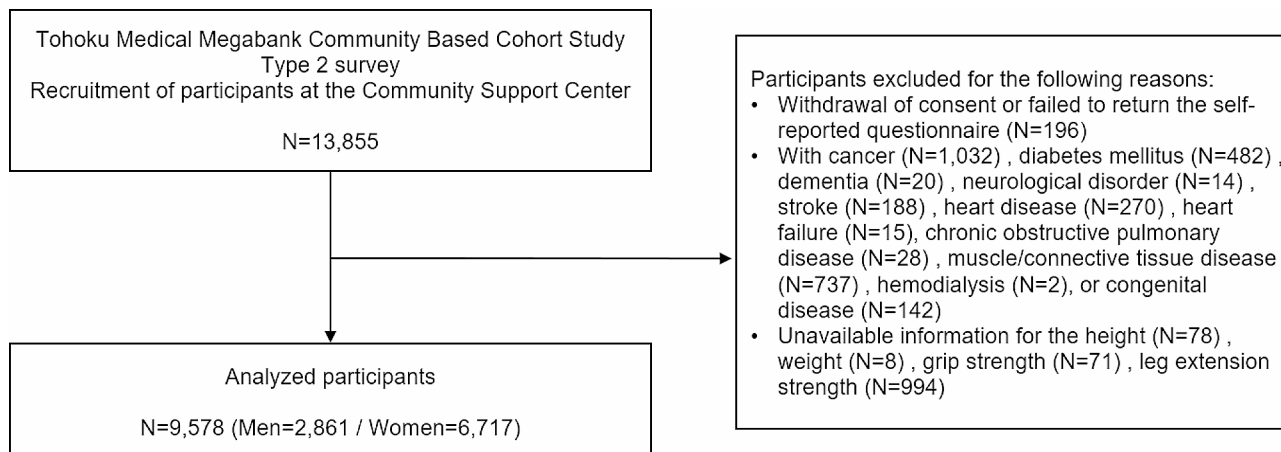 Tohoku Medical Megabank Community Based Cohort Study
Type 2 survey
Recruitment of participants at the Community Support Center
N=13,855
Participants excluded for the following reasons:
• Withdrawal of consent or failed to return the self-
reported questionnaire (N=196)
• With cancer (N=1,032) , diabetes mellitus (N=482) ,
dementia (N=20) , neurological disorder (N=14) ,
stroke (N=188) , heart disease (N=270) , heart
failure (N=15), chronic obstructive pulmonary
disease (N=28) , muscle/connective tissue disease
(N=737) , hemodialysis (N=2), or congenital
disease (N=142)
• Unavailable information for the height (N=78) ,
weight (N=8) , grip strength (N=71) , leg extension
strength (N=994)
Analyzed participants
N=9,578 (Men=2,861 / Women=6,717)